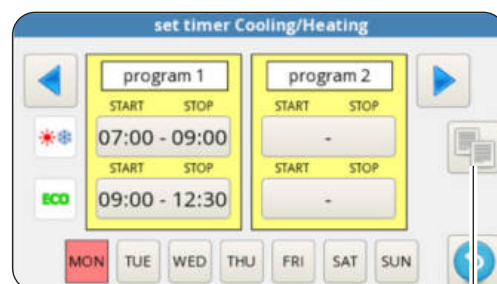 set timer Cooling/Heating
program 1 program 2
START STOP START STOP
07:00 - 09:00 -
START STOP START STOP
ECO 09:00 - 12:30 -
MON TUE WED THU FRI SAT SUN